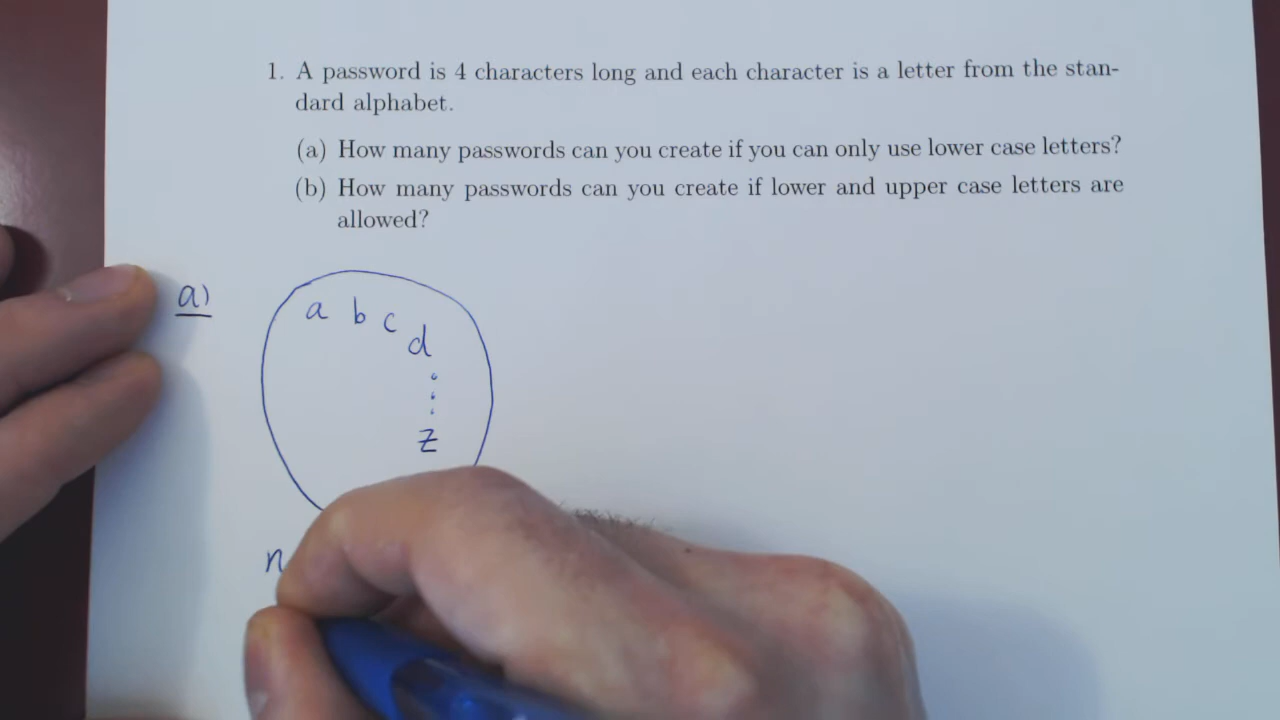 1. A password is 4 characters long and each character is a letter from the stan-
dard alphabet.
(a) How many passwords can you create if you can only use lower case letters?
(b) How many passwords can you create if lower and upper case letters are
allowed?
a)
a b c
d
⋮
z
n